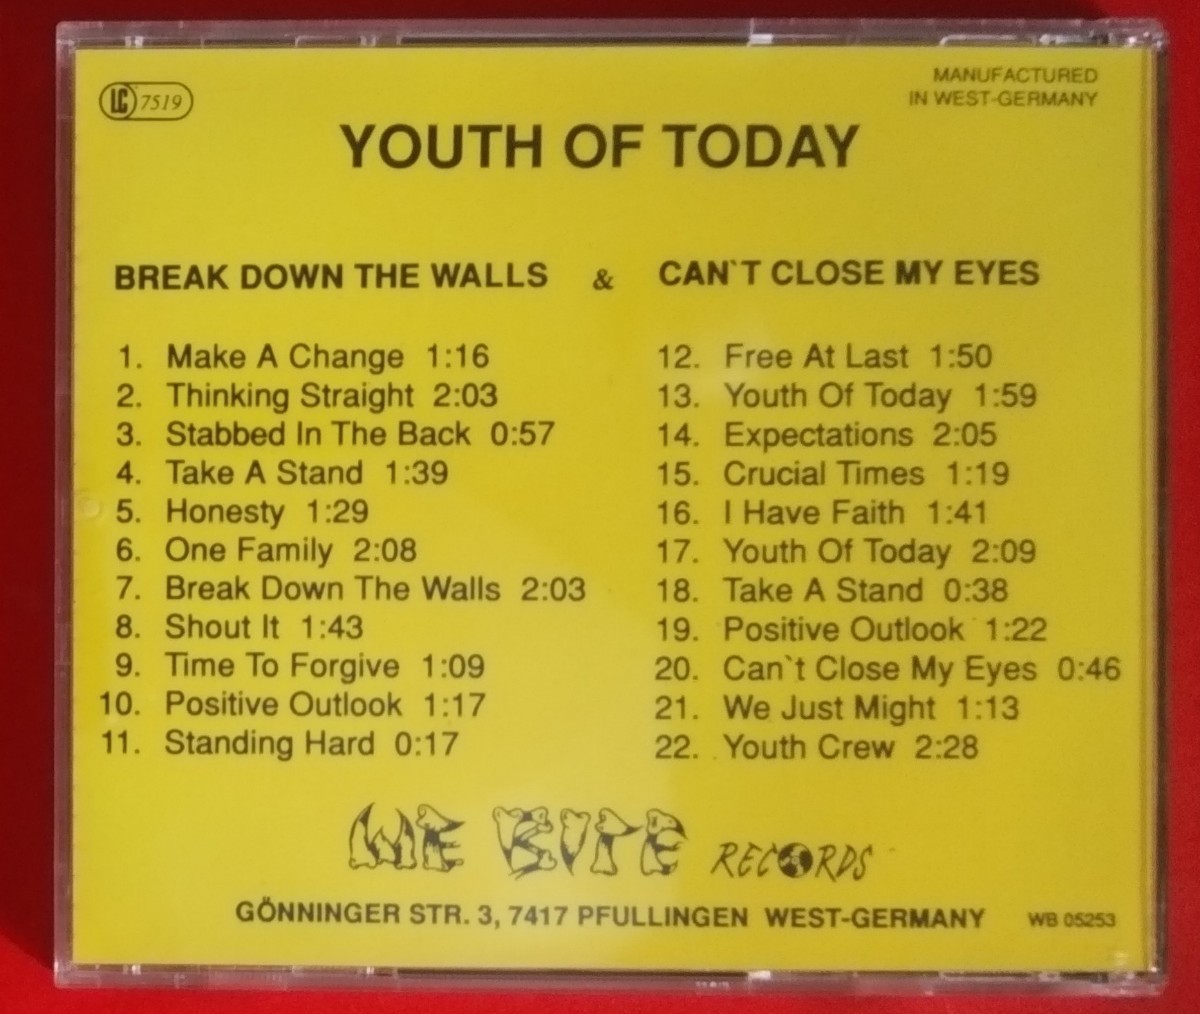 LC 7519
MANUFACTURED
IN WEST-GERMANY
YOUTH OF TODAY
BREAK DOWN THE WALLS & CAN`T CLOSE MY EYES
1. Make A Change 1:16
2. Thinking Straight 2:03
3. Stabbed In The Back 0:57
4. Take A Stand 1:39
5. Honesty 1:29
6. One Family 2:08
7. Break Down The Walls 2:03
8. Shout It 1:43
9. Time To Forgive 1:09
10. Positive Outlook 1:17
11. Standing Hard 0:17
12. Free At Last 1:50
13. Youth Of Today 1:59
14. Expectations 2:05
15. Crucial Times 1:19
16. I Have Faith 1:41
17. Youth Of Today 2:09
18. Take A Stand 0:38
19. Positive Outlook 1:22
20. Can`t Close My Eyes 0:46
21. We Just Might 1:13
22. Youth Crew 2:28
WE BITE RECORDS
GÖNNINGER STR. 3, 7417 PFULLINGEN WEST-GERMANY WB 05253